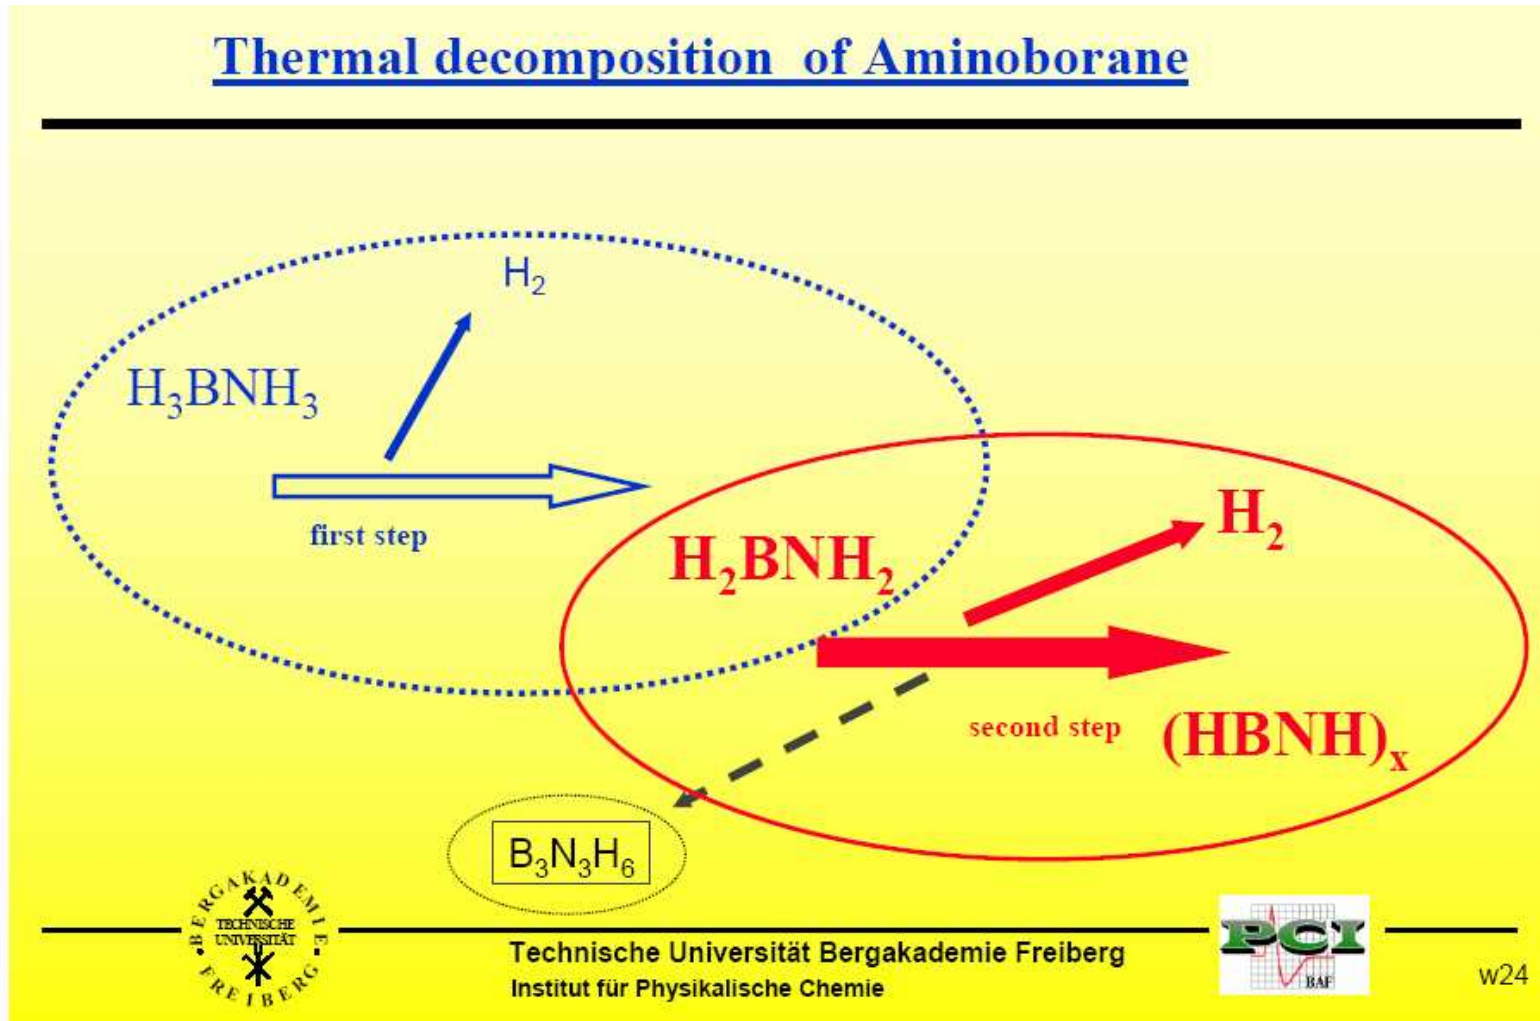 Thermal decomposition of Aminoborane
H₂
H₃BNH₃
first step
H₂BNH₂
H₂
second step
(HBNH)ₓ
B₃N₃H₆
BERGAKADEMIE
TECHNISCHE
UNIVERSITÄT
FREIBERG
Technische Universität Bergakademie Freiberg
Institut für Physikalische Chemie
PCI
BAF
w24